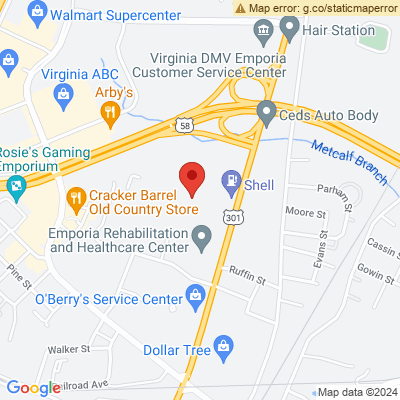 Map error: g.co/staticmaperror
Walmart Supercenter
Hair Station
Virginia DMV Emporia
Customer Service Center
Virginia ABC
Arby's
58
Ceds Auto Body
Metcalf Branch
Rosie's Gaming
Emporium
Shell
Parham St
Cracker Barrel
Old Country Store
301
Moore St
Emporia Rehabilitation
and Healthcare Center
Evans St
Cassin St
Pine St
Ruffin St
Gowin St
O'Berry's Service Center
Walker St
Dollar Tree
Railroad Ave
Google
Map data ©2024